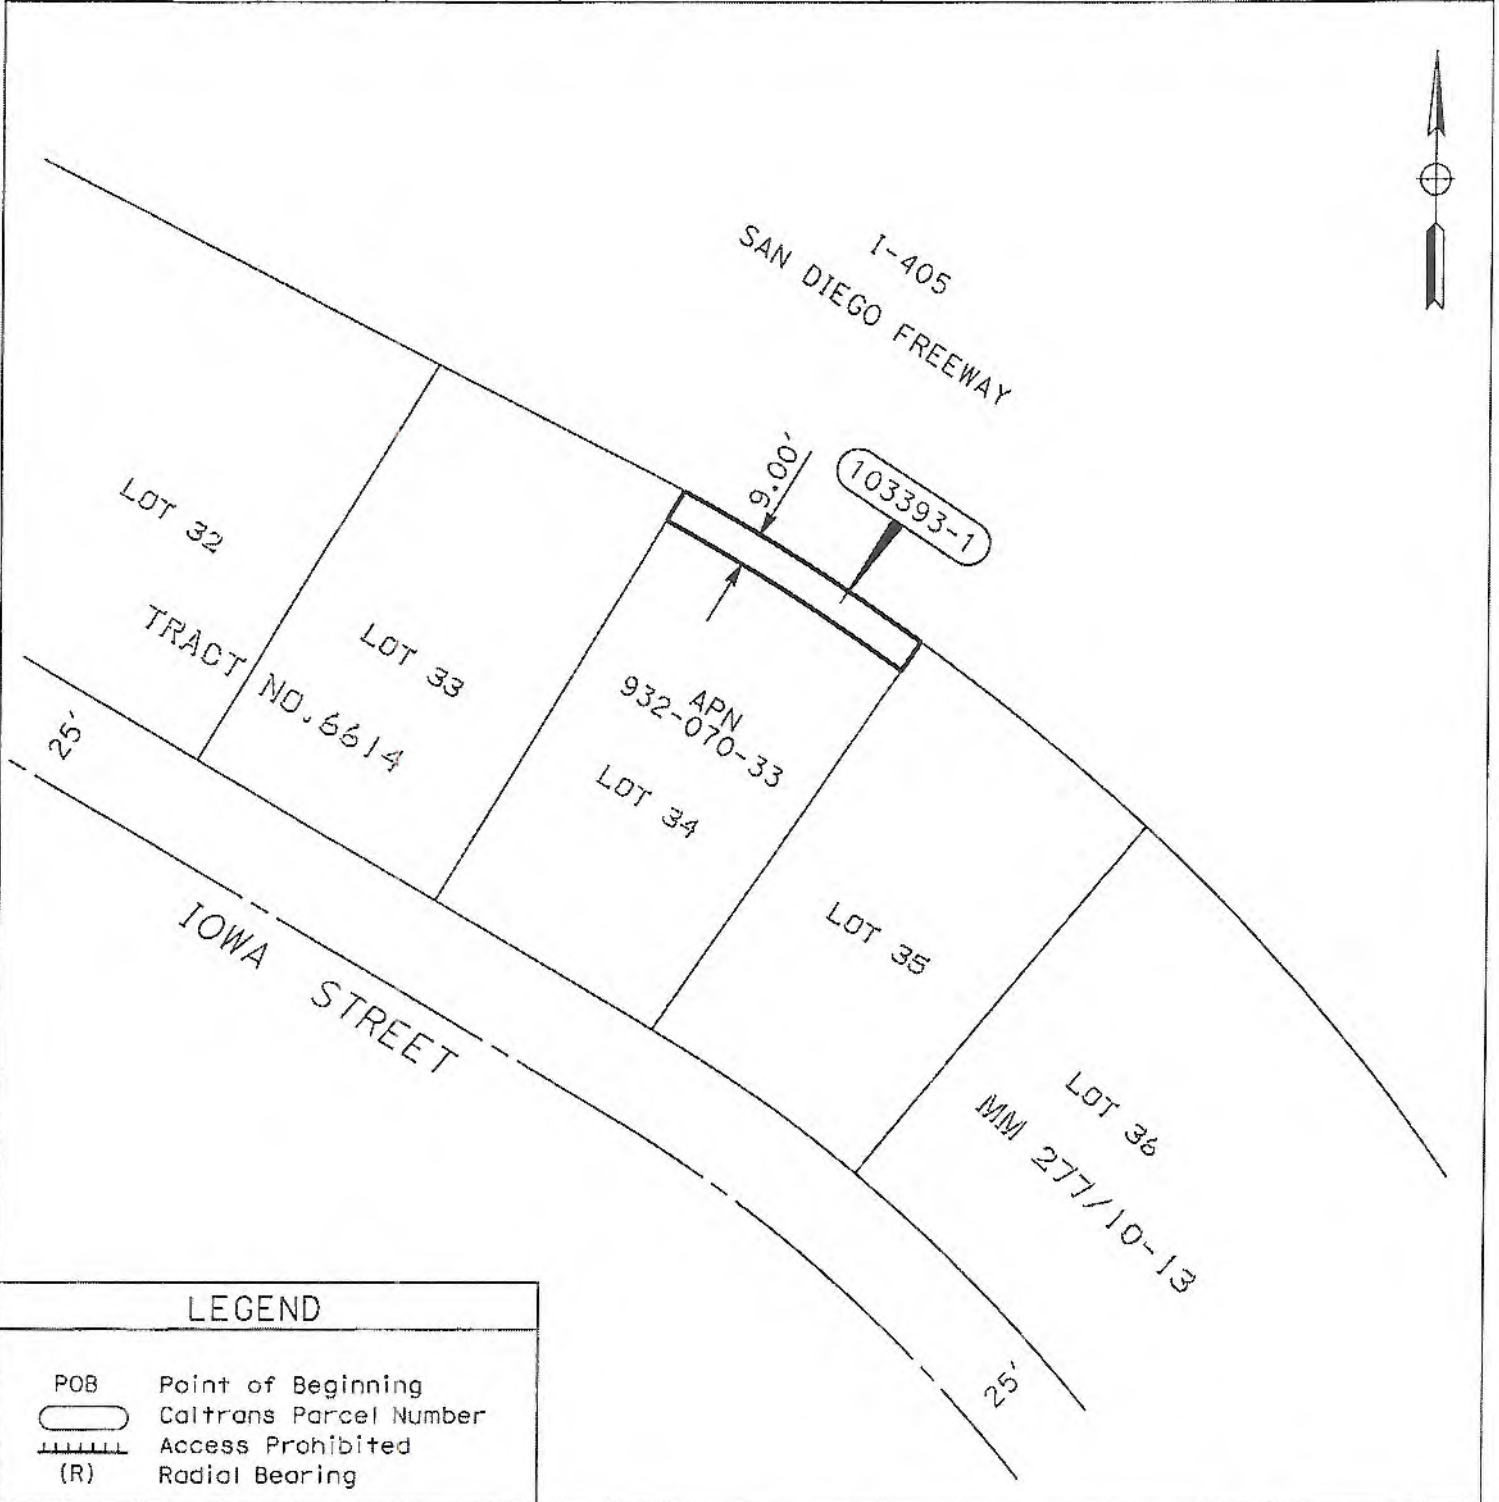 I-405
SAN DIEGO FREEWAY
9.00'
103393-1
LOT 32
TRACT NO.6614
LOT 33
APN
932-070-33
LOT 34
25'
IOWA STREET
LOT 35
LOT 36
MM 277/10-13
25'
LEGEND
POB Point of Beginning
Caltrans Parcel Number
Access Prohibited
(R) Radial Bearing